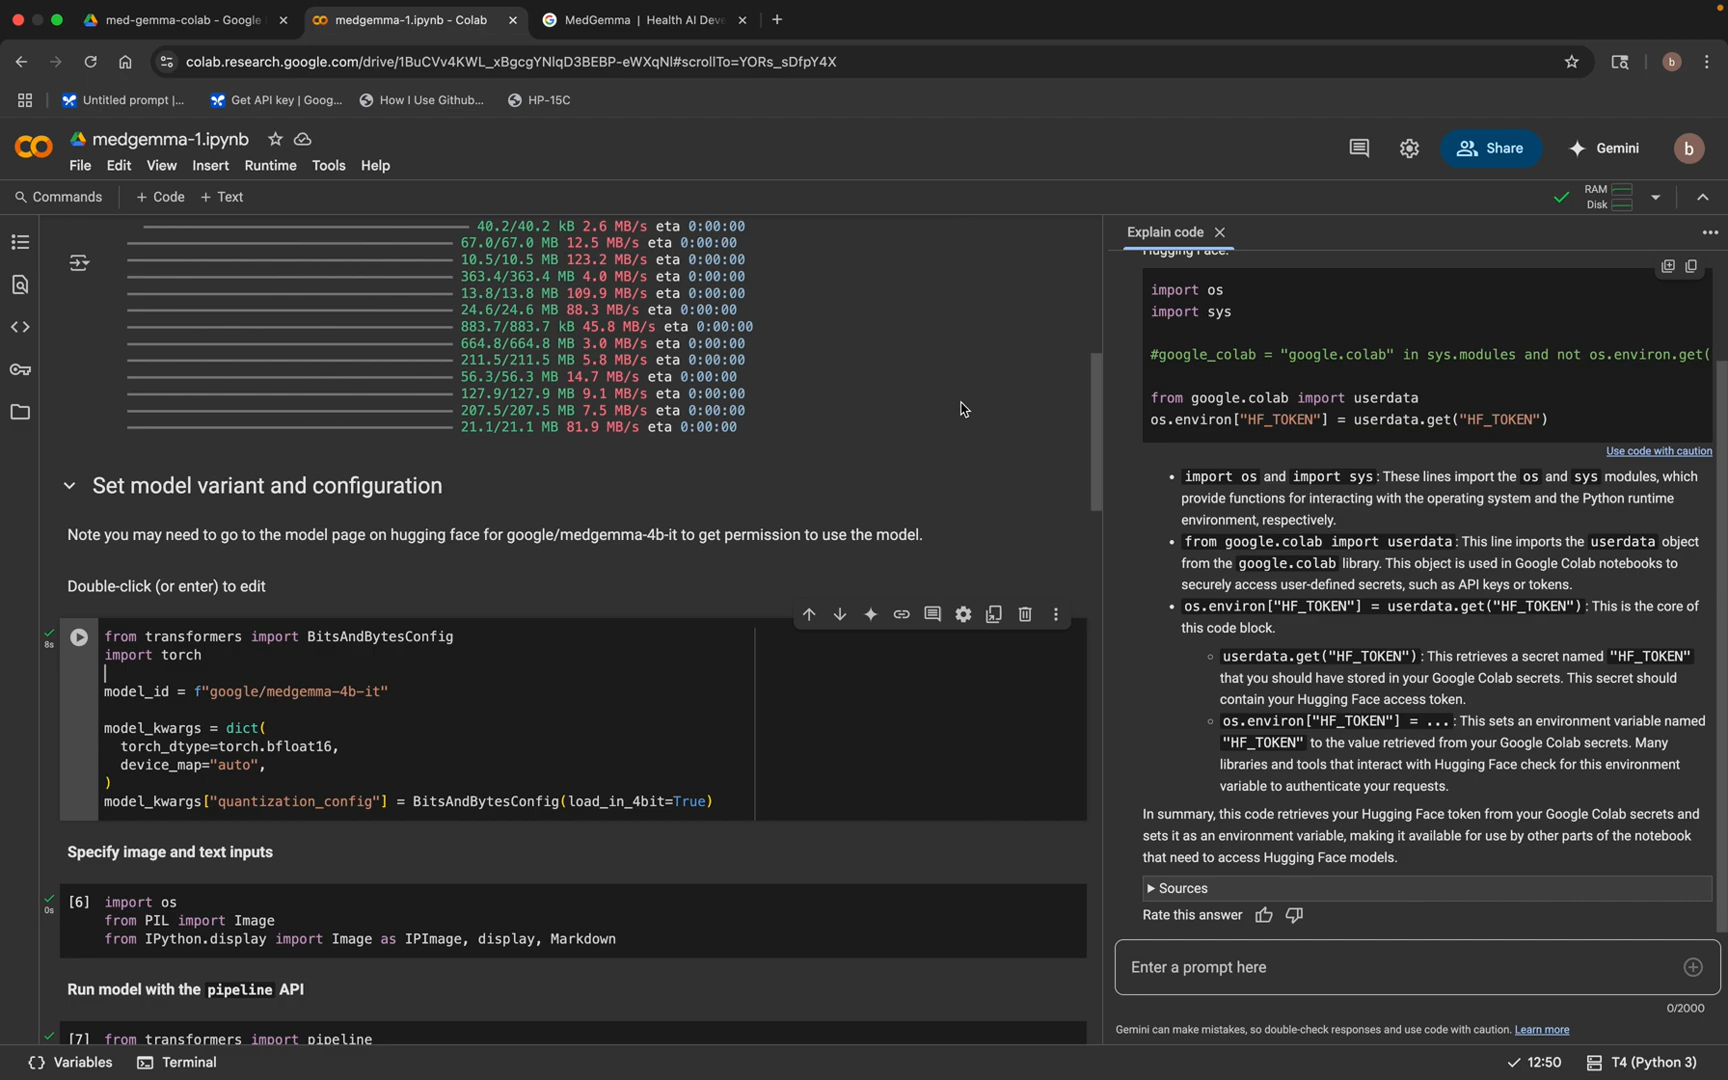 med-gemma-colab - Google
medgemma-1.ipynb - Colab
MedGemma | Health AI Deve
colab.research.google.com/drive/1BuCVv4KWL_xBgcgYNlqD3BEBP-eWXqNI#scrollTo=YORs_sDfpY4X
b
Untitled prompt |...
Get API key | Goog...
How I Use Github...
HP-15C
CO
medgemma-1.ipynb
File Edit View Insert Runtime Tools Help
Share
Gemini
b
Commands + Code + Text
RAM
Disk
40.2/40.2 kB 2.6 MB/s eta 0:00:00
67.0/67.0 MB 12.5 MB/s eta 0:00:00
10.5/10.5 MB 123.2 MB/s eta 0:00:00
363.4/363.4 MB 4.0 MB/s eta 0:00:00
13.8/13.8 MB 109.9 MB/s eta 0:00:00
24.6/24.6 MB 88.3 MB/s eta 0:00:00
883.7/883.7 kB 45.8 MB/s eta 0:00:00
664.8/664.8 MB 3.0 MB/s eta 0:00:00
211.5/211.5 MB 5.8 MB/s eta 0:00:00
56.3/56.3 MB 14.7 MB/s eta 0:00:00
127.9/127.9 MB 9.1 MB/s eta 0:00:00
207.5/207.5 MB 7.5 MB/s eta 0:00:00
21.1/21.1 MB 81.9 MB/s eta 0:00:00
Set model variant and configuration
Note you may need to go to the model page on hugging face for google/medgemma-4b-it to get permission to use the model.
Double-click (or enter) to edit
8s
from transformers import BitsAndBytesConfig
import torch
model_id = f"google/medgemma-4b-it"
model_kwargs = dict(
torch_dtype=torch.bfloat16,
device_map="auto",
)
model_kwargs["quantization_config"] = BitsAndBytesConfig(load_in_4bit=True)
Specify image and text inputs
0s
[6] import os
from PIL import Image
from IPython.display import Image as IPImage, display, Markdown
Run model with the pipeline API
[7] from transformers import pipeline
Explain code
Hugging Face.
import os
import sys
#google_colab = "google.colab" in sys.modules and not os.environ.get(
from google.colab import userdata
os.environ["HF_TOKEN"] = userdata.get("HF_TOKEN")
Use code with caution
• import os and import sys: These lines import the os and sys modules, which
provide functions for interacting with the operating system and the Python runtime
environment, respectively.
• from google.colab import userdata: This line imports the userdata object
from the google.colab library. This object is used in Google Colab notebooks to
securely access user-defined secrets, such as API keys or tokens.
• os.environ["HF_TOKEN"] = userdata.get("HF_TOKEN"): This is the core of
this code block.
◦ userdata.get("HF_TOKEN"): This retrieves a secret named "HF_TOKEN"
that you should have stored in your Google Colab secrets. This secret should
contain your Hugging Face access token.
◦ os.environ["HF_TOKEN"] = ...: This sets an environment variable named
"HF_TOKEN" to the value retrieved from your Google Colab secrets. Many
libraries and tools that interact with Hugging Face check for this environment
variable to authenticate your requests.
In summary, this code retrieves your Hugging Face token from your Google Colab secrets and
sets it as an environment variable, making it available for use by other parts of the notebook
that need to access Hugging Face models.
Sources
Rate this answer
Enter a prompt here
0/2000
Gemini can make mistakes, so double-check responses and use code with caution. Learn more
Variables Terminal
12:50 T4 (Python 3)